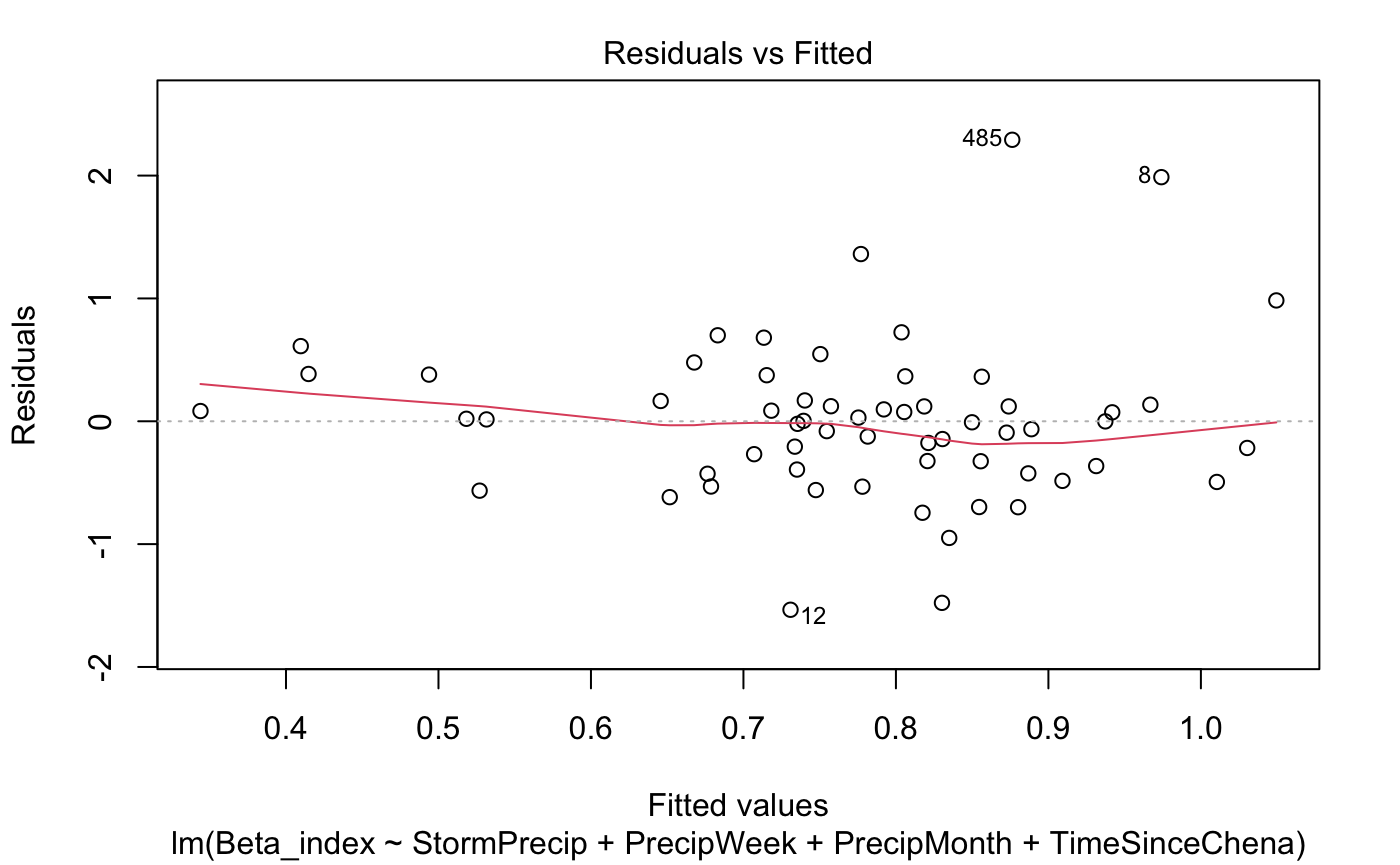 Residuals vs Fitted
Residuals
2
1
0
-1
-2
485
8
12
0.4 0.5 0.6 0.7 0.8 0.9 1.0
Fitted values
lm(Beta_index ~ StormPrecip + PrecipWeek + PrecipMonth + TimeSinceChena)